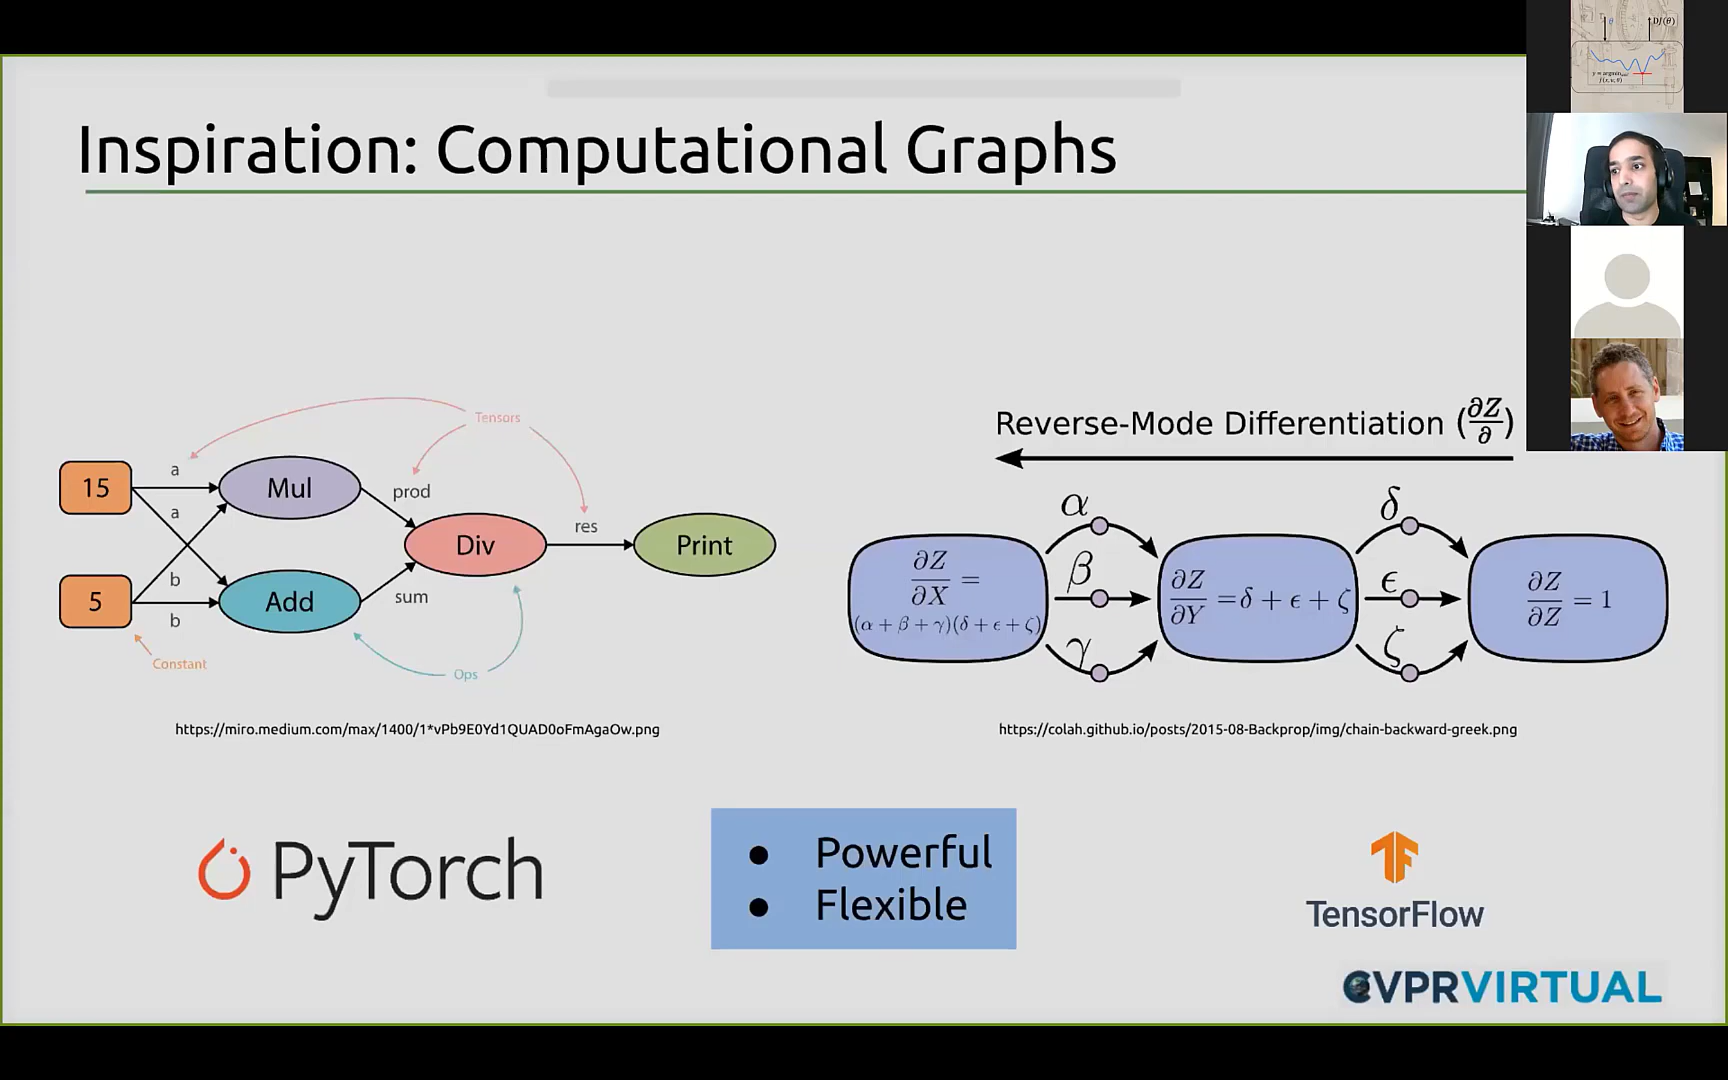 Inspiration: Computational Graphs
Tensors
15
a
a
Mul
prod
Div
res
Print
5
b
b
Add
sum
Constant
Ops
https://miro.medium.com/max/1400/1*vPb9E0Yd1QUAD0oFmAgaOw.png
Reverse-Mode Differentiation (∂Z/∂)
α
β
γ
δ
ϵ
ζ
∂Z/∂X =
(α + β + γ)(δ + ϵ + ζ)
∂Z/∂Y = δ + ϵ + ζ
∂Z/∂Z = 1
https://colah.github.io/posts/2015-08-Backprop/img/chain-backward-greek.png
PyTorch
● Powerful
● Flexible
TF
TensorFlow
CVPRVIRTUAL
θ
DJ(θ)